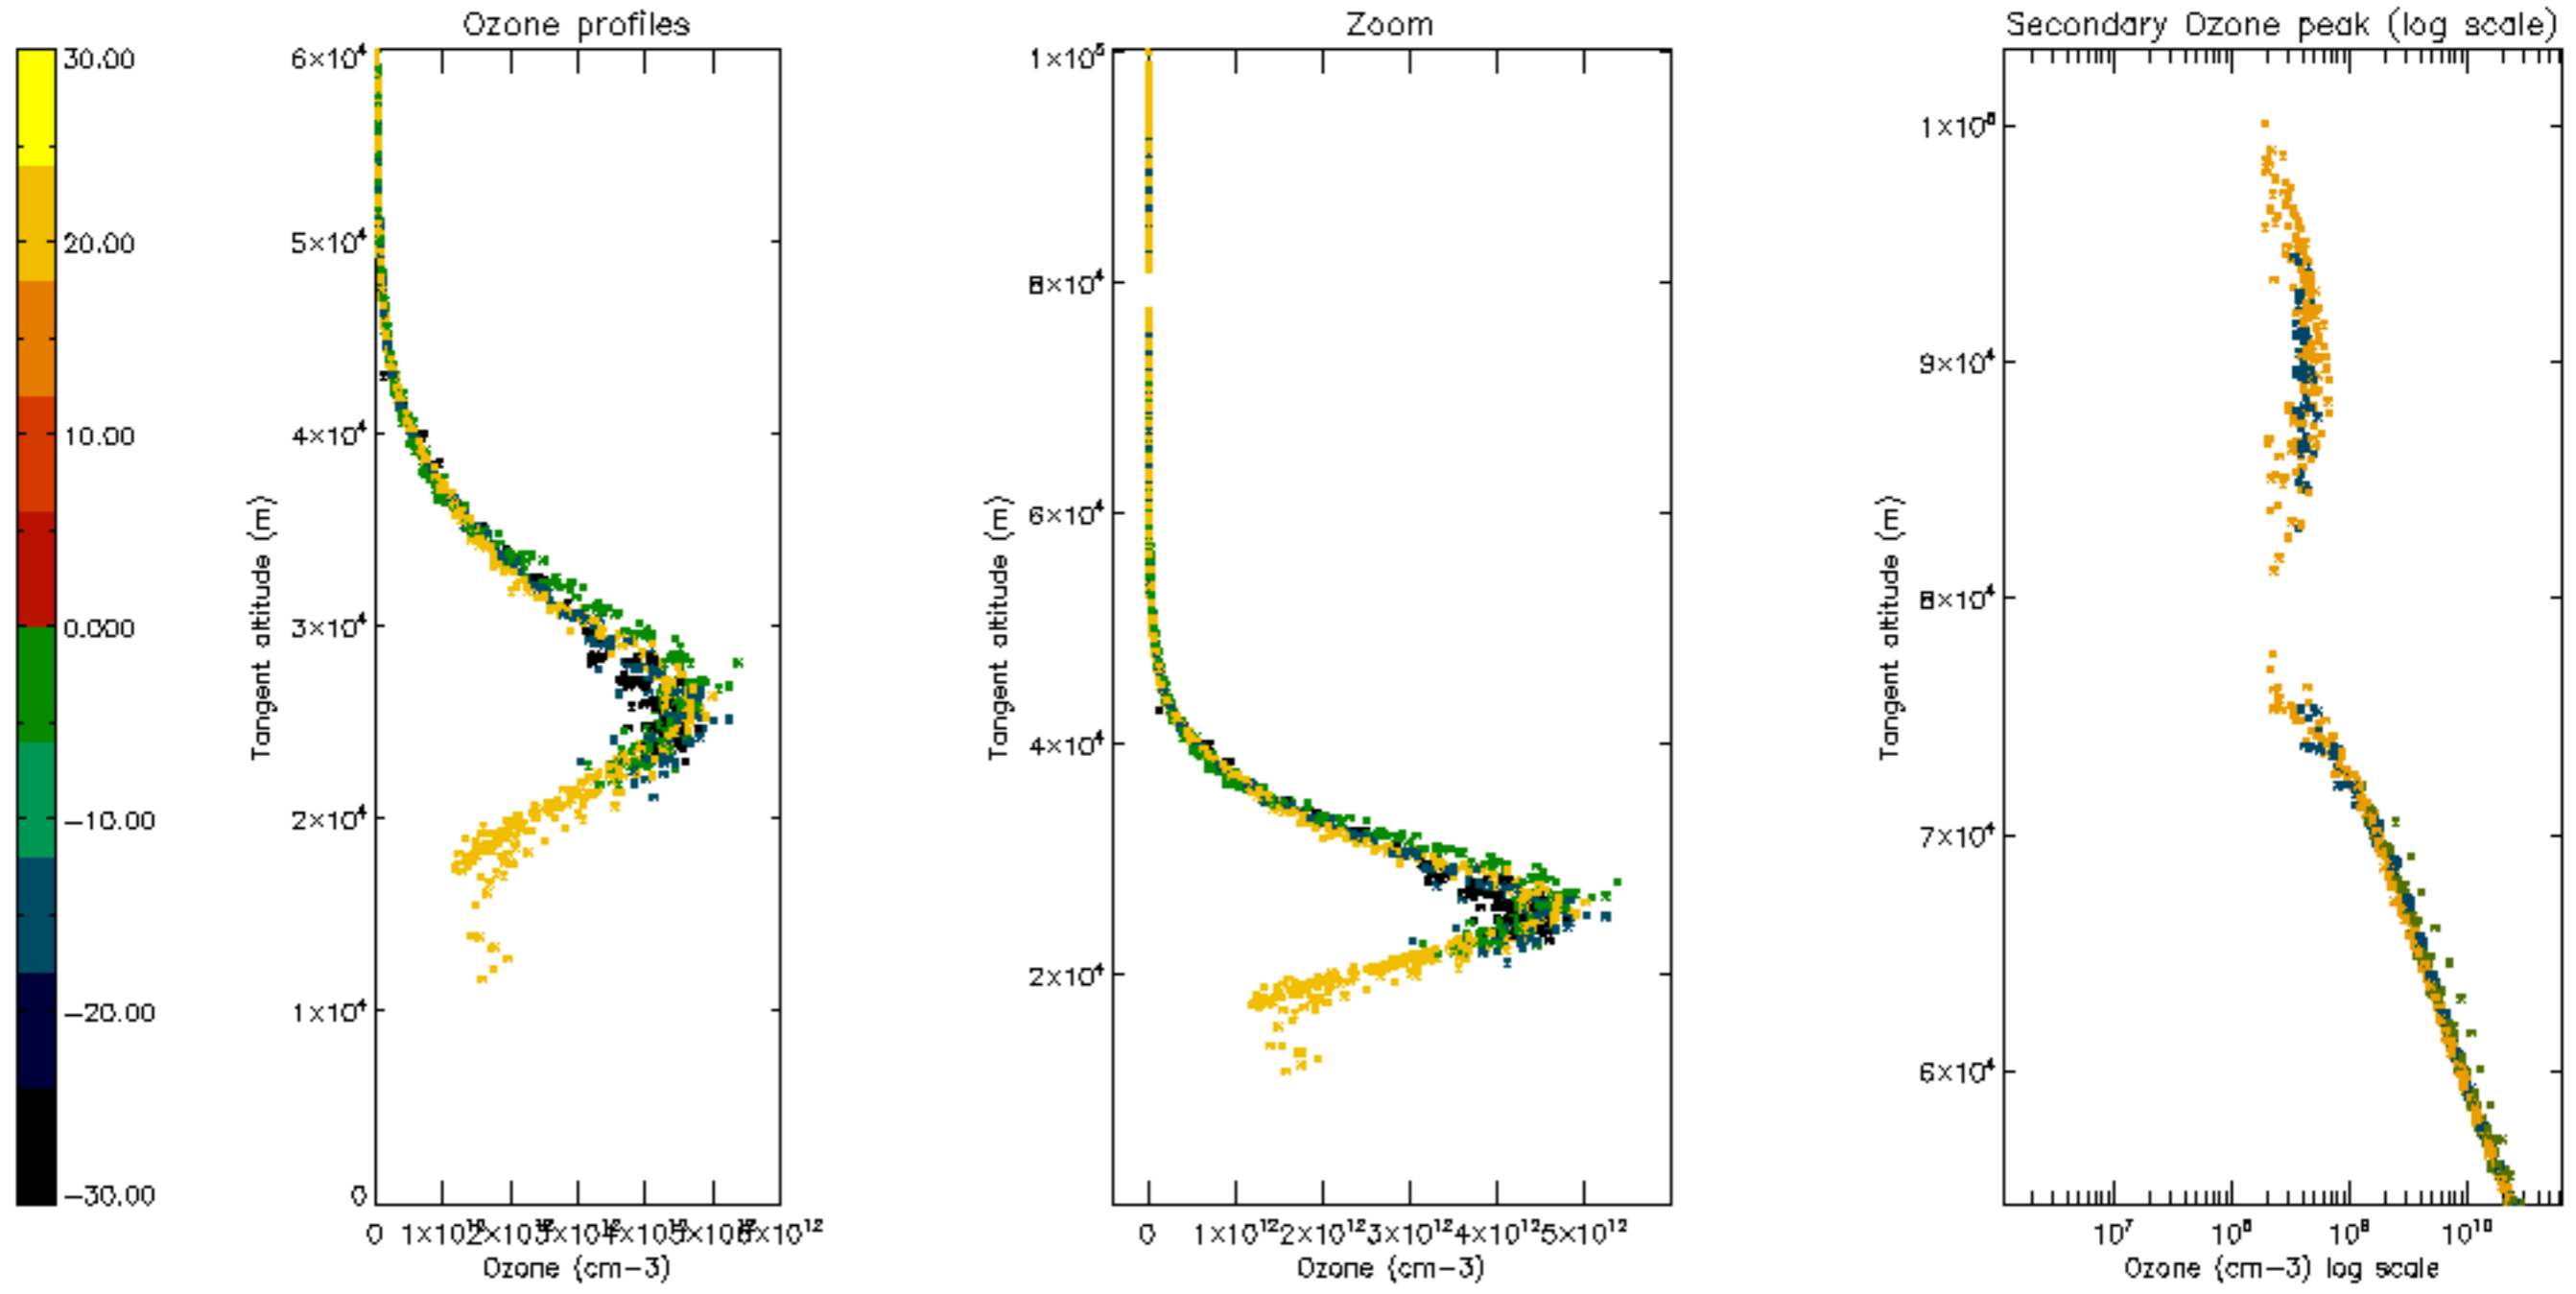 Ozone profiles
Zoom
Secondary Ozone peak (log scale)
30.00
20.00
10.00
0.000
-10.00
-20.00
-30.00
6×10⁴
5×10⁴
4×10⁴
3×10⁴
2×10⁴
1×10⁴
0
Tangent altitude (m)
0
6×10¹²
Ozone (cm-3)
1×10⁵
8×10⁴
6×10⁴
4×10⁴
2×10⁴
Tangent altitude (m)
0 1×10¹² 2×10¹² 3×10¹² 4×10¹² 5×10¹²
Ozone (cm-3)
1×10⁵
9×10⁴
8×10⁴
7×10⁴
6×10⁴
Tangent altitude (m)
10⁷ 10⁸ 10⁹ 10¹⁰
Ozone (cm-3) log scale